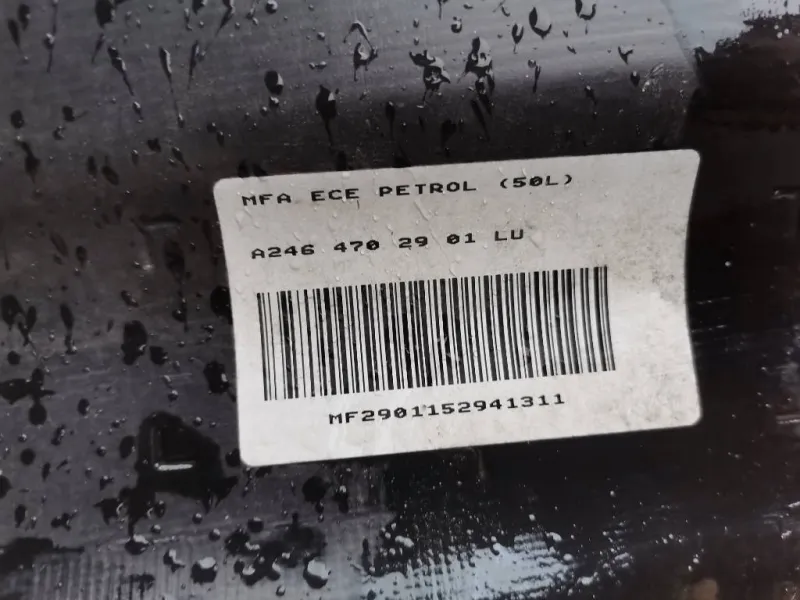 MFA ECE PETROL (50L)
A246 470 29 01 LU
MF2901152941311